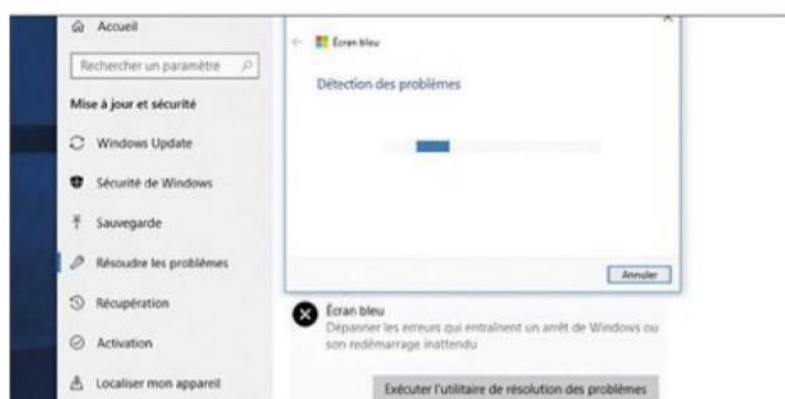 Accueil
Rechercher un paramètre
Mise à jour et sécurité
Windows Update
Sécurité de Windows
Sauvegarde
Résoudre les problèmes
Récupération
Activation
Localiser mon appareil
Écran bleu
Détection des problèmes
Annuler
Écran bleu
Dépanner les erreurs qui entraînent un arrêt de Windows ou
son redémarrage inattendu
Exécuter l'utilitaire de résolution des problèmes